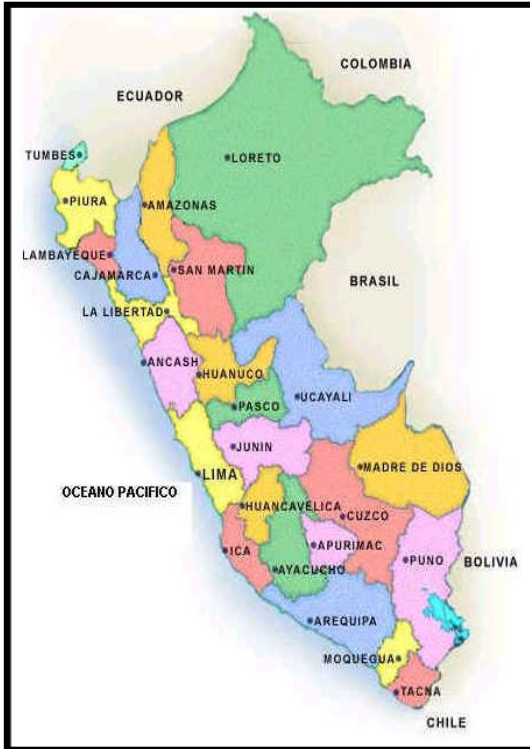 COLOMBIA
ECUADOR
TUMBES
LORETO
PIURA
AMAZONAS
LAMBAYEQUE
SAN MARTIN
CAJAMARCA
BRASIL
LA LIBERTAD
ANCASH
HUANUCO
UCAYALI
PASCO
JUNIN
MADRE DE DIOS
LIMA
OCEANO PACIFICO
HUANCAVELICA
CUZCO
ICA
APURIMAC
PUNO
BOLIVIA
AYACUCHO
AREQUIPA
MOQUEGUA
TACNA
CHILE